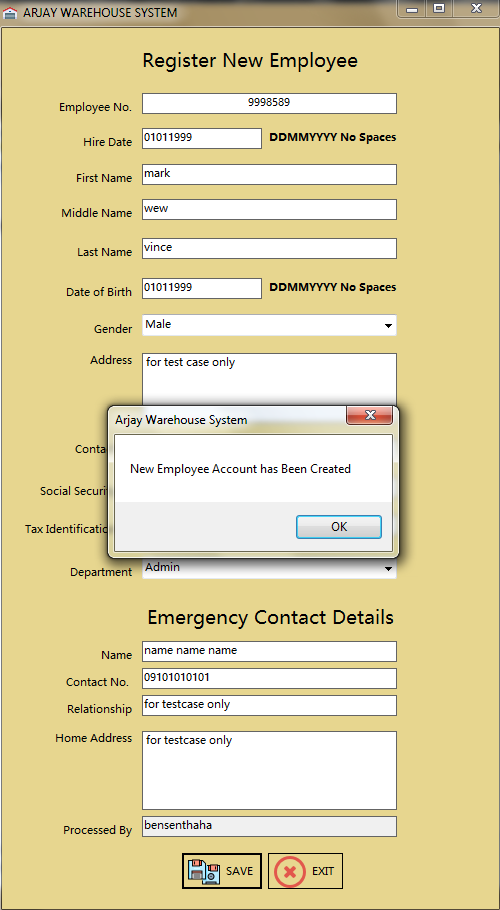 ARJAY WAREHOUSE SYSTEM
Register New Employee
Employee No. 9998589
Hire Date 01011999 DDMMYYYY No Spaces
First Name mark
Middle Name wew
Last Name vince
Date of Birth 01011999 DDMMYYYY No Spaces
Gender Male
Address for test case only
Arjay Warehouse System
New Employee Account has Been Created
OK
Conta
Social Securi
Tax Identificatio
Department Admin
Emergency Contact Details
Name name name name
Contact No. 09101010101
Relationship for testcase only
Home Address for testcase only
Processed By bensenthaha
SAVE EXIT